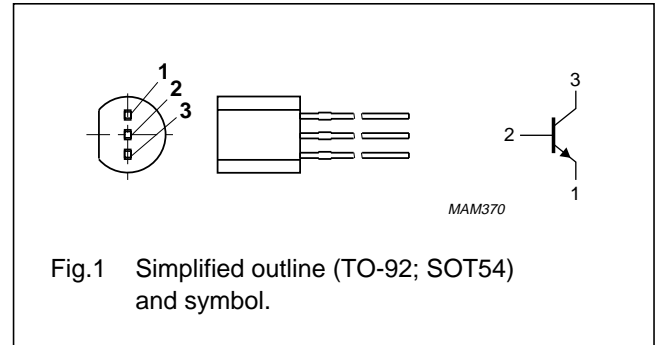 1
2
3
3
2
1
MAM370
Fig.1 Simplified outline (TO-92; SOT54)
and symbol.